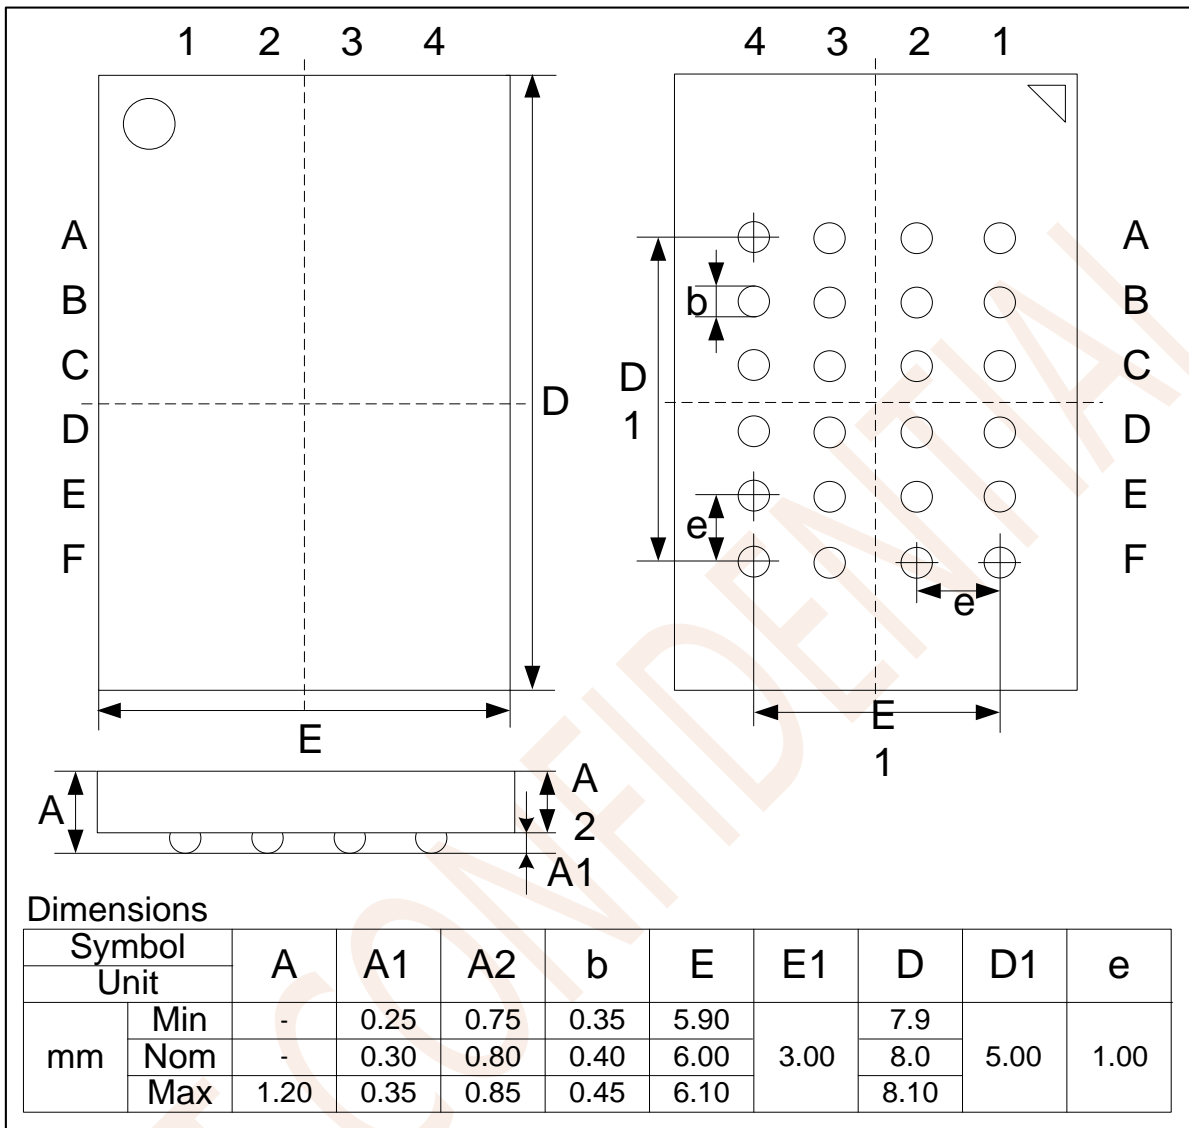 1 2 3 4
4 3 2 1
A
B
C
D
E
F
D
E
A
B
C
D
E
F
b
D
1
e
e
E
1
A
A
2
A1
Dimensions
Symbol A A1 A2 b E E1 D D1 e
Unit
mm
Min - 0.25 0.75 0.35 5.90 7.9
Nom - 0.30 0.80 0.40 6.00 3.00 8.0 5.00 1.00
Max 1.20 0.35 0.85 0.45 6.10 8.10
CONFIDENTIAL